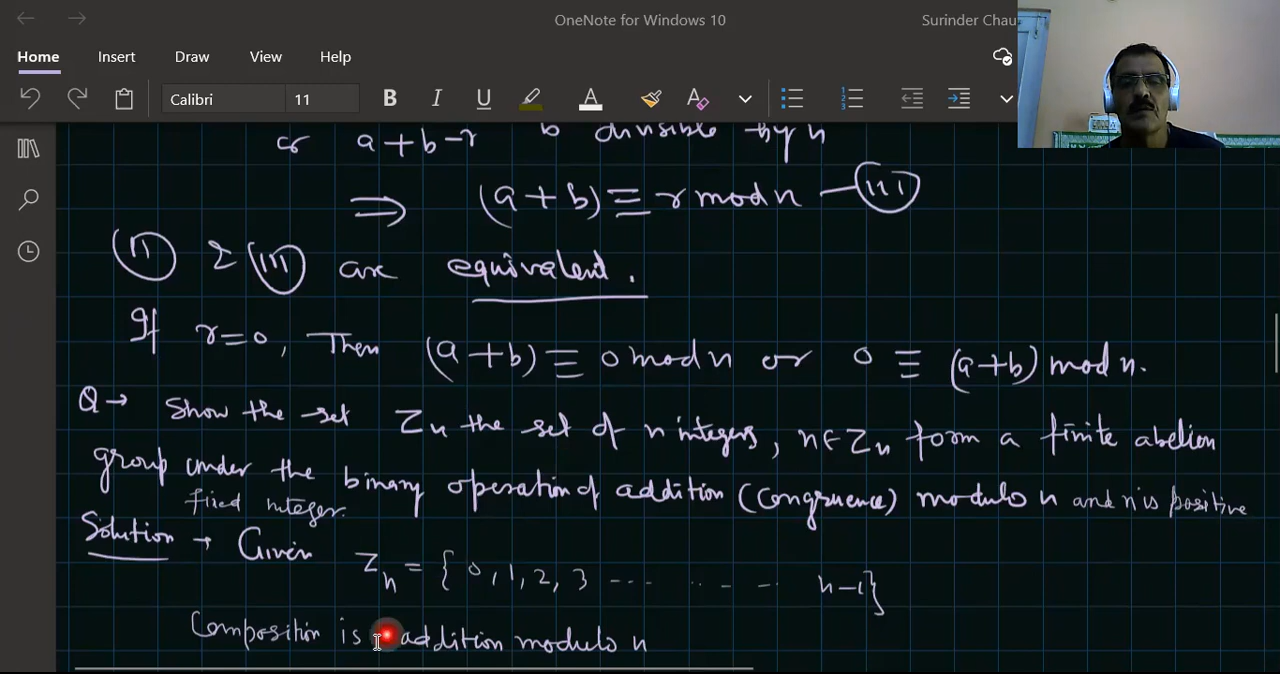 OneNote for Windows 10
Surinder Chau
Home Insert Draw View Help
Calibri 11 B I U A A
or a+b-r is divisible by n
⇒ (a+b) ≡ r mod n — (III)
(II) & (III) are equivalent.
If r=0, Then (a+b) ≡ 0 mod n or 0 ≡ (a+b) mod n.
Q→ Show the set Zn the set of n integers, n∈Zn form a finite abelian
group under the binary operation of addition (congruence) modulo n and n is positive
fixed integer.
Solution → Given Zn = { 0, 1, 2, 3 --- -- - - n-1}
Composition is addition modulo n